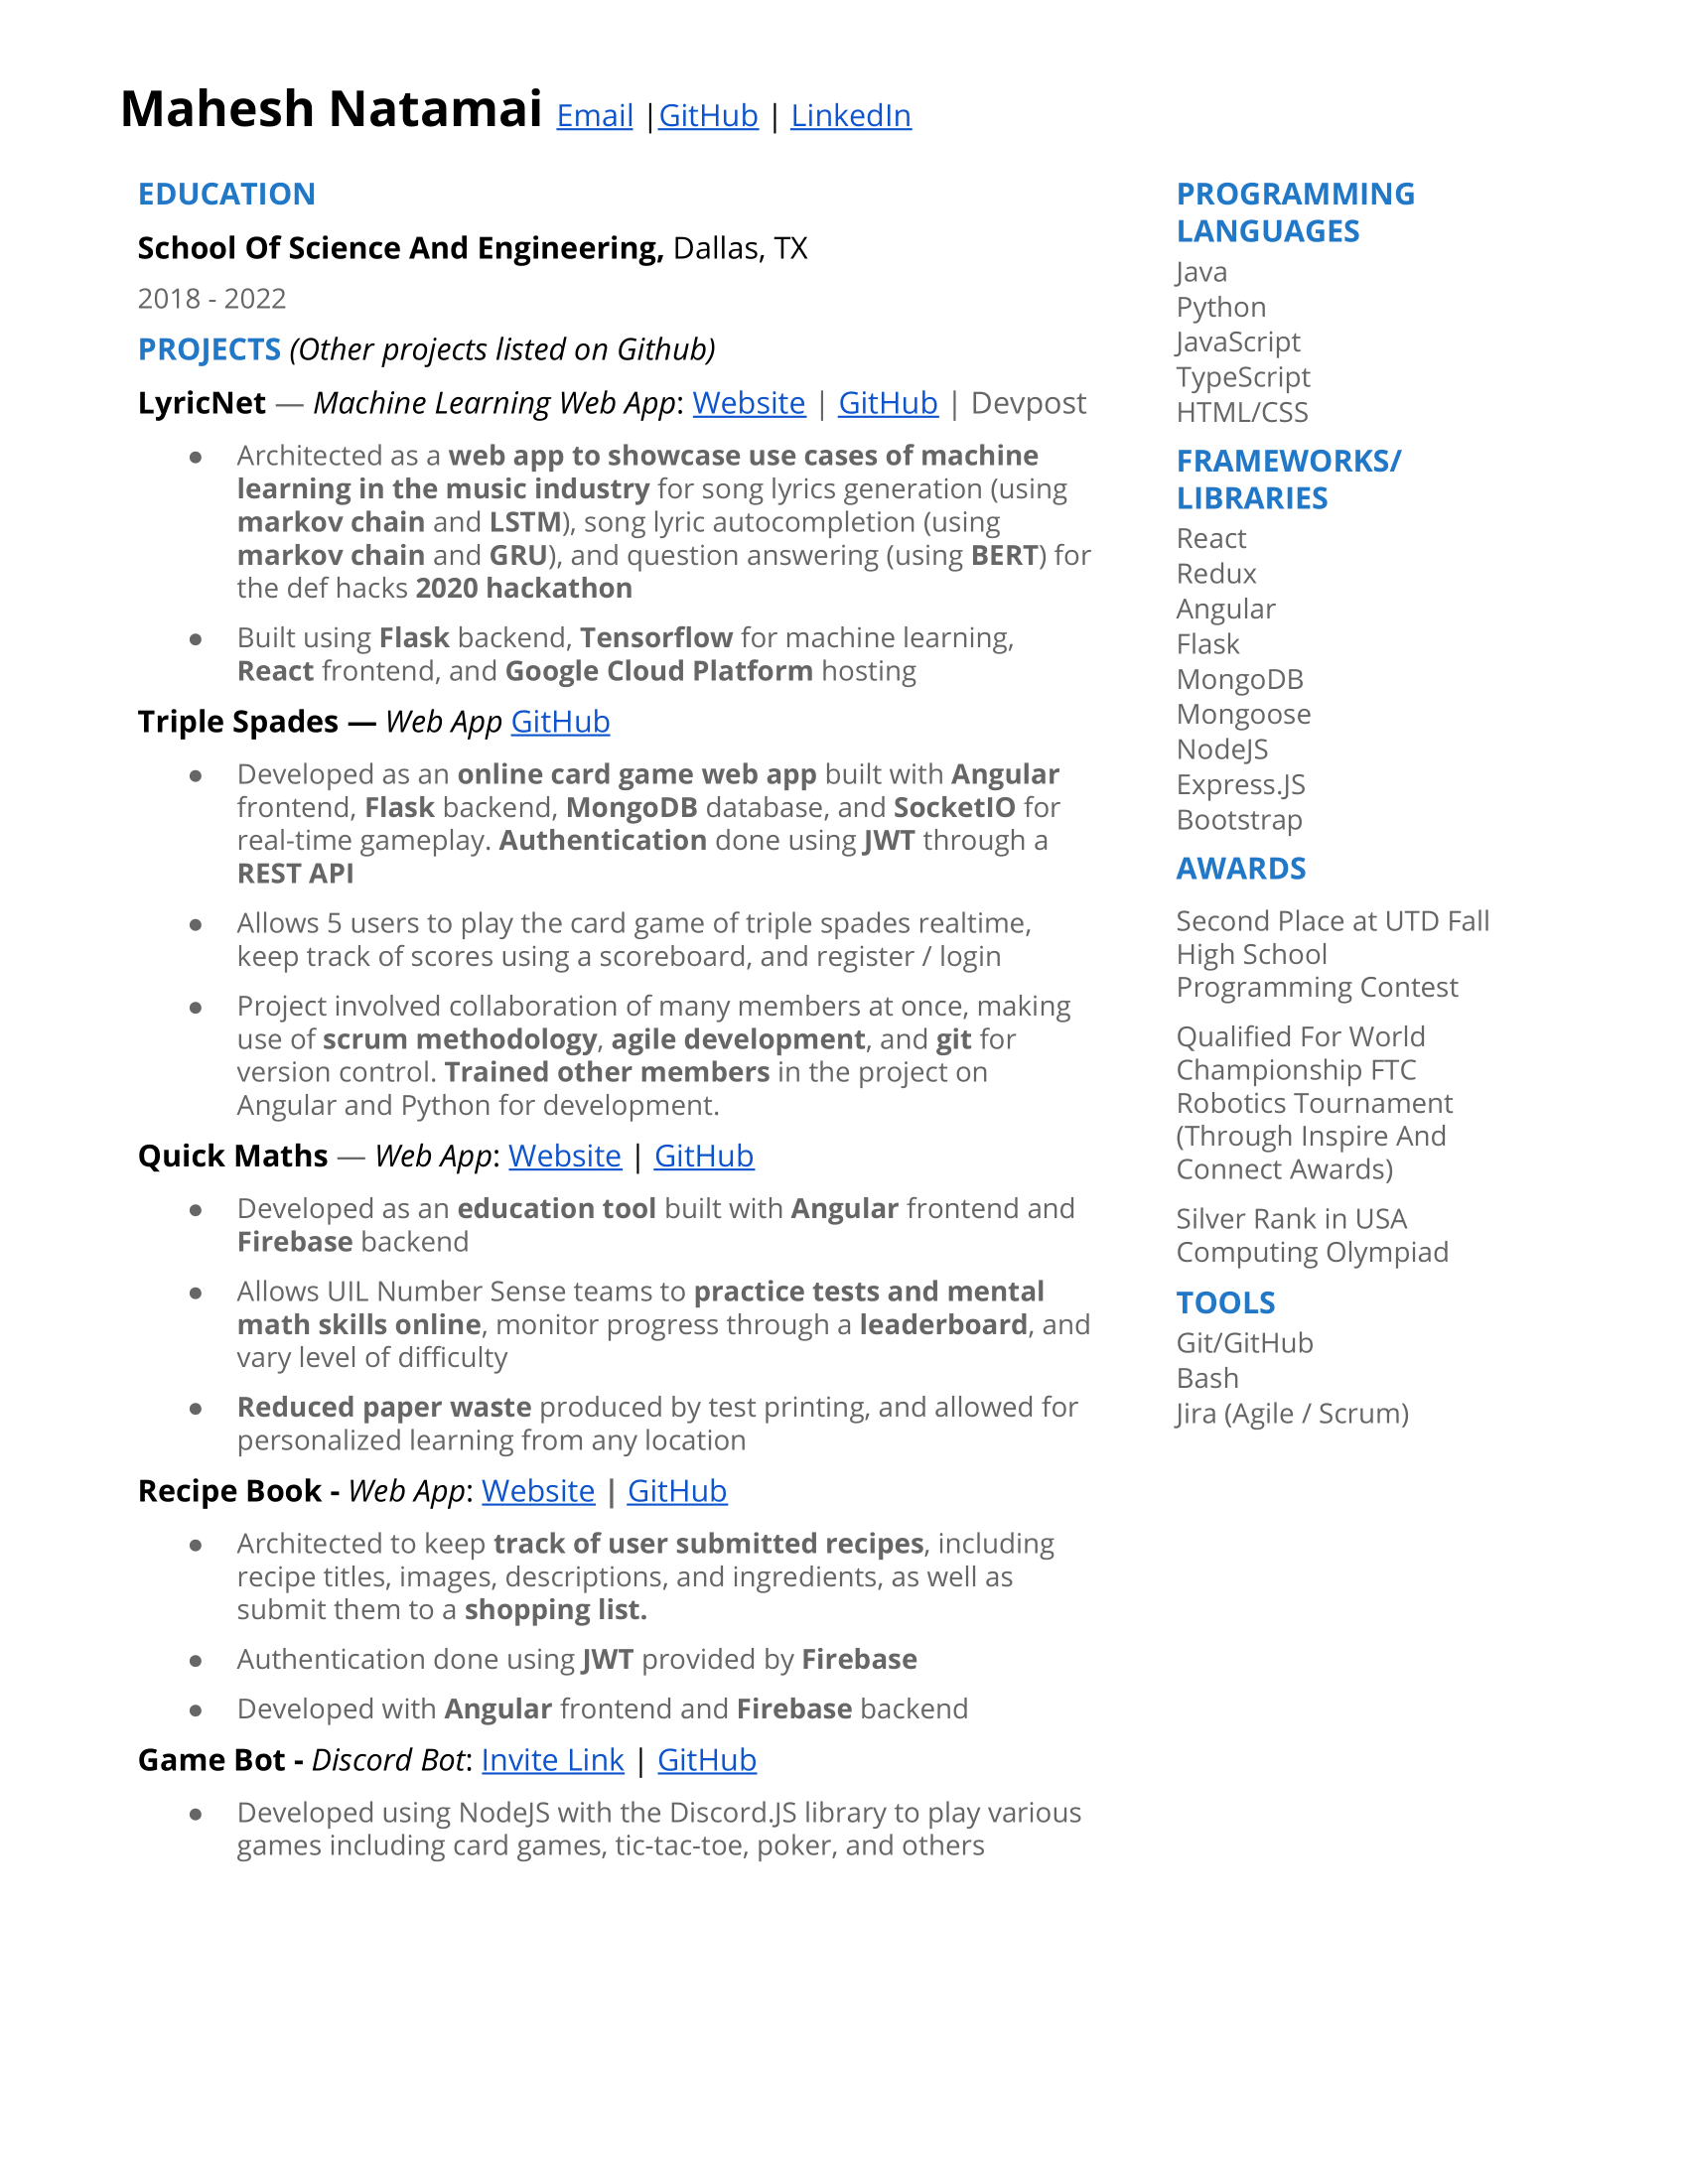 Mahesh Natamai Email |GitHub | LinkedIn
EDUCATION
School Of Science And Engineering, Dallas, TX
2018 - 2022
PROJECTS (Other projects listed on Github)
LyricNet — Machine Learning Web App: Website | GitHub | Devpost
● Architected as a web app to showcase use cases of machine
learning in the music industry for song lyrics generation (using
markov chain and LSTM), song lyric autocompletion (using
markov chain and GRU), and question answering (using BERT) for
the def hacks 2020 hackathon
● Built using Flask backend, Tensorflow for machine learning,
React frontend, and Google Cloud Platform hosting
Triple Spades — Web App GitHub
● Developed as an online card game web app built with Angular
frontend, Flask backend, MongoDB database, and SocketIO for
real-time gameplay. Authentication done using JWT through a
REST API
● Allows 5 users to play the card game of triple spades realtime,
keep track of scores using a scoreboard, and register / login
● Project involved collaboration of many members at once, making
use of scrum methodology, agile development, and git for
version control. Trained other members in the project on
Angular and Python for development.
Quick Maths — Web App: Website | GitHub
● Developed as an education tool built with Angular frontend and
Firebase backend
● Allows UIL Number Sense teams to practice tests and mental
math skills online, monitor progress through a leaderboard, and
vary level of difficulty
● Reduced paper waste produced by test printing, and allowed for
personalized learning from any location
Recipe Book - Web App: Website | GitHub
● Architected to keep track of user submitted recipes, including
recipe titles, images, descriptions, and ingredients, as well as
submit them to a shopping list.
● Authentication done using JWT provided by Firebase
● Developed with Angular frontend and Firebase backend
Game Bot - Discord Bot: Invite Link | GitHub
● Developed using NodeJS with the Discord.JS library to play various
games including card games, tic-tac-toe, poker, and others
PROGRAMMING
LANGUAGES
Java
Python
JavaScript
TypeScript
HTML/CSS
FRAMEWORKS/
LIBRARIES
React
Redux
Angular
Flask
MongoDB
Mongoose
NodeJS
Express.JS
Bootstrap
AWARDS
Second Place at UTD Fall
High School
Programming Contest
Qualified For World
Championship FTC
Robotics Tournament
(Through Inspire And
Connect Awards)
Silver Rank in USA
Computing Olympiad
TOOLS
Git/GitHub
Bash
Jira (Agile / Scrum)